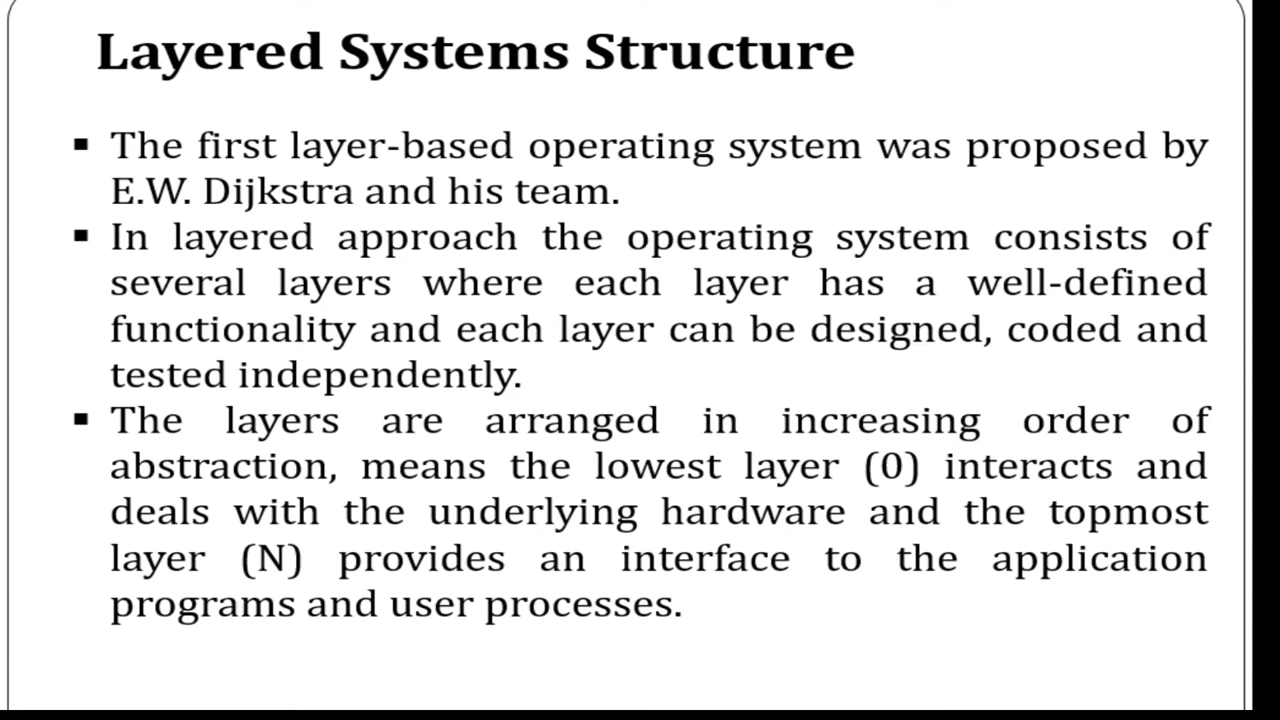 Layered Systems Structure
▪ The first layer-based operating system was proposed by
E.W. Dijkstra and his team.
▪ In layered approach the operating system consists of
several layers where each layer has a well-defined
functionality and each layer can be designed, coded and
tested independently.
▪ The layers are arranged in increasing order of
abstraction, means the lowest layer (0) interacts and
deals with the underlying hardware and the topmost
layer (N) provides an interface to the application
programs and user processes.